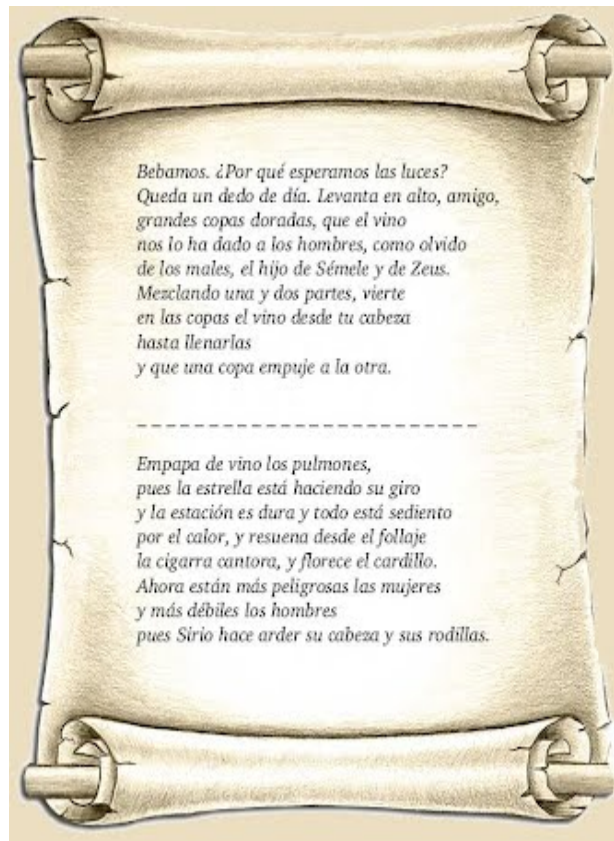 Bebamos. ¿Por qué esperamos las luces?
Queda un dedo de día. Levanta en alto, amigo,
grandes copas doradas, que el vino
nos lo ha dado a los hombres, como olvido
de los males, el hijo de Sémele y de Zeus.
Mezclando una y dos partes, vierte
en las copas el vino desde tu cabeza
hasta llenarlas
y que una copa empuje a la otra.
_ _ _ _ _ _ _ _ _ _ _ _ _ _ _ _ _ _ _ _ _ _ _ _
Empapa de vino los pulmones,
pues la estrella está haciendo su giro
y la estación es dura y todo está sediento
por el calor, y resuena desde el follaje
la cigarra cantora, y florece el cardillo.
Ahora están más peligrosas las mujeres
y más débiles los hombres
pues Sirio hace arder su cabeza y sus rodillas.